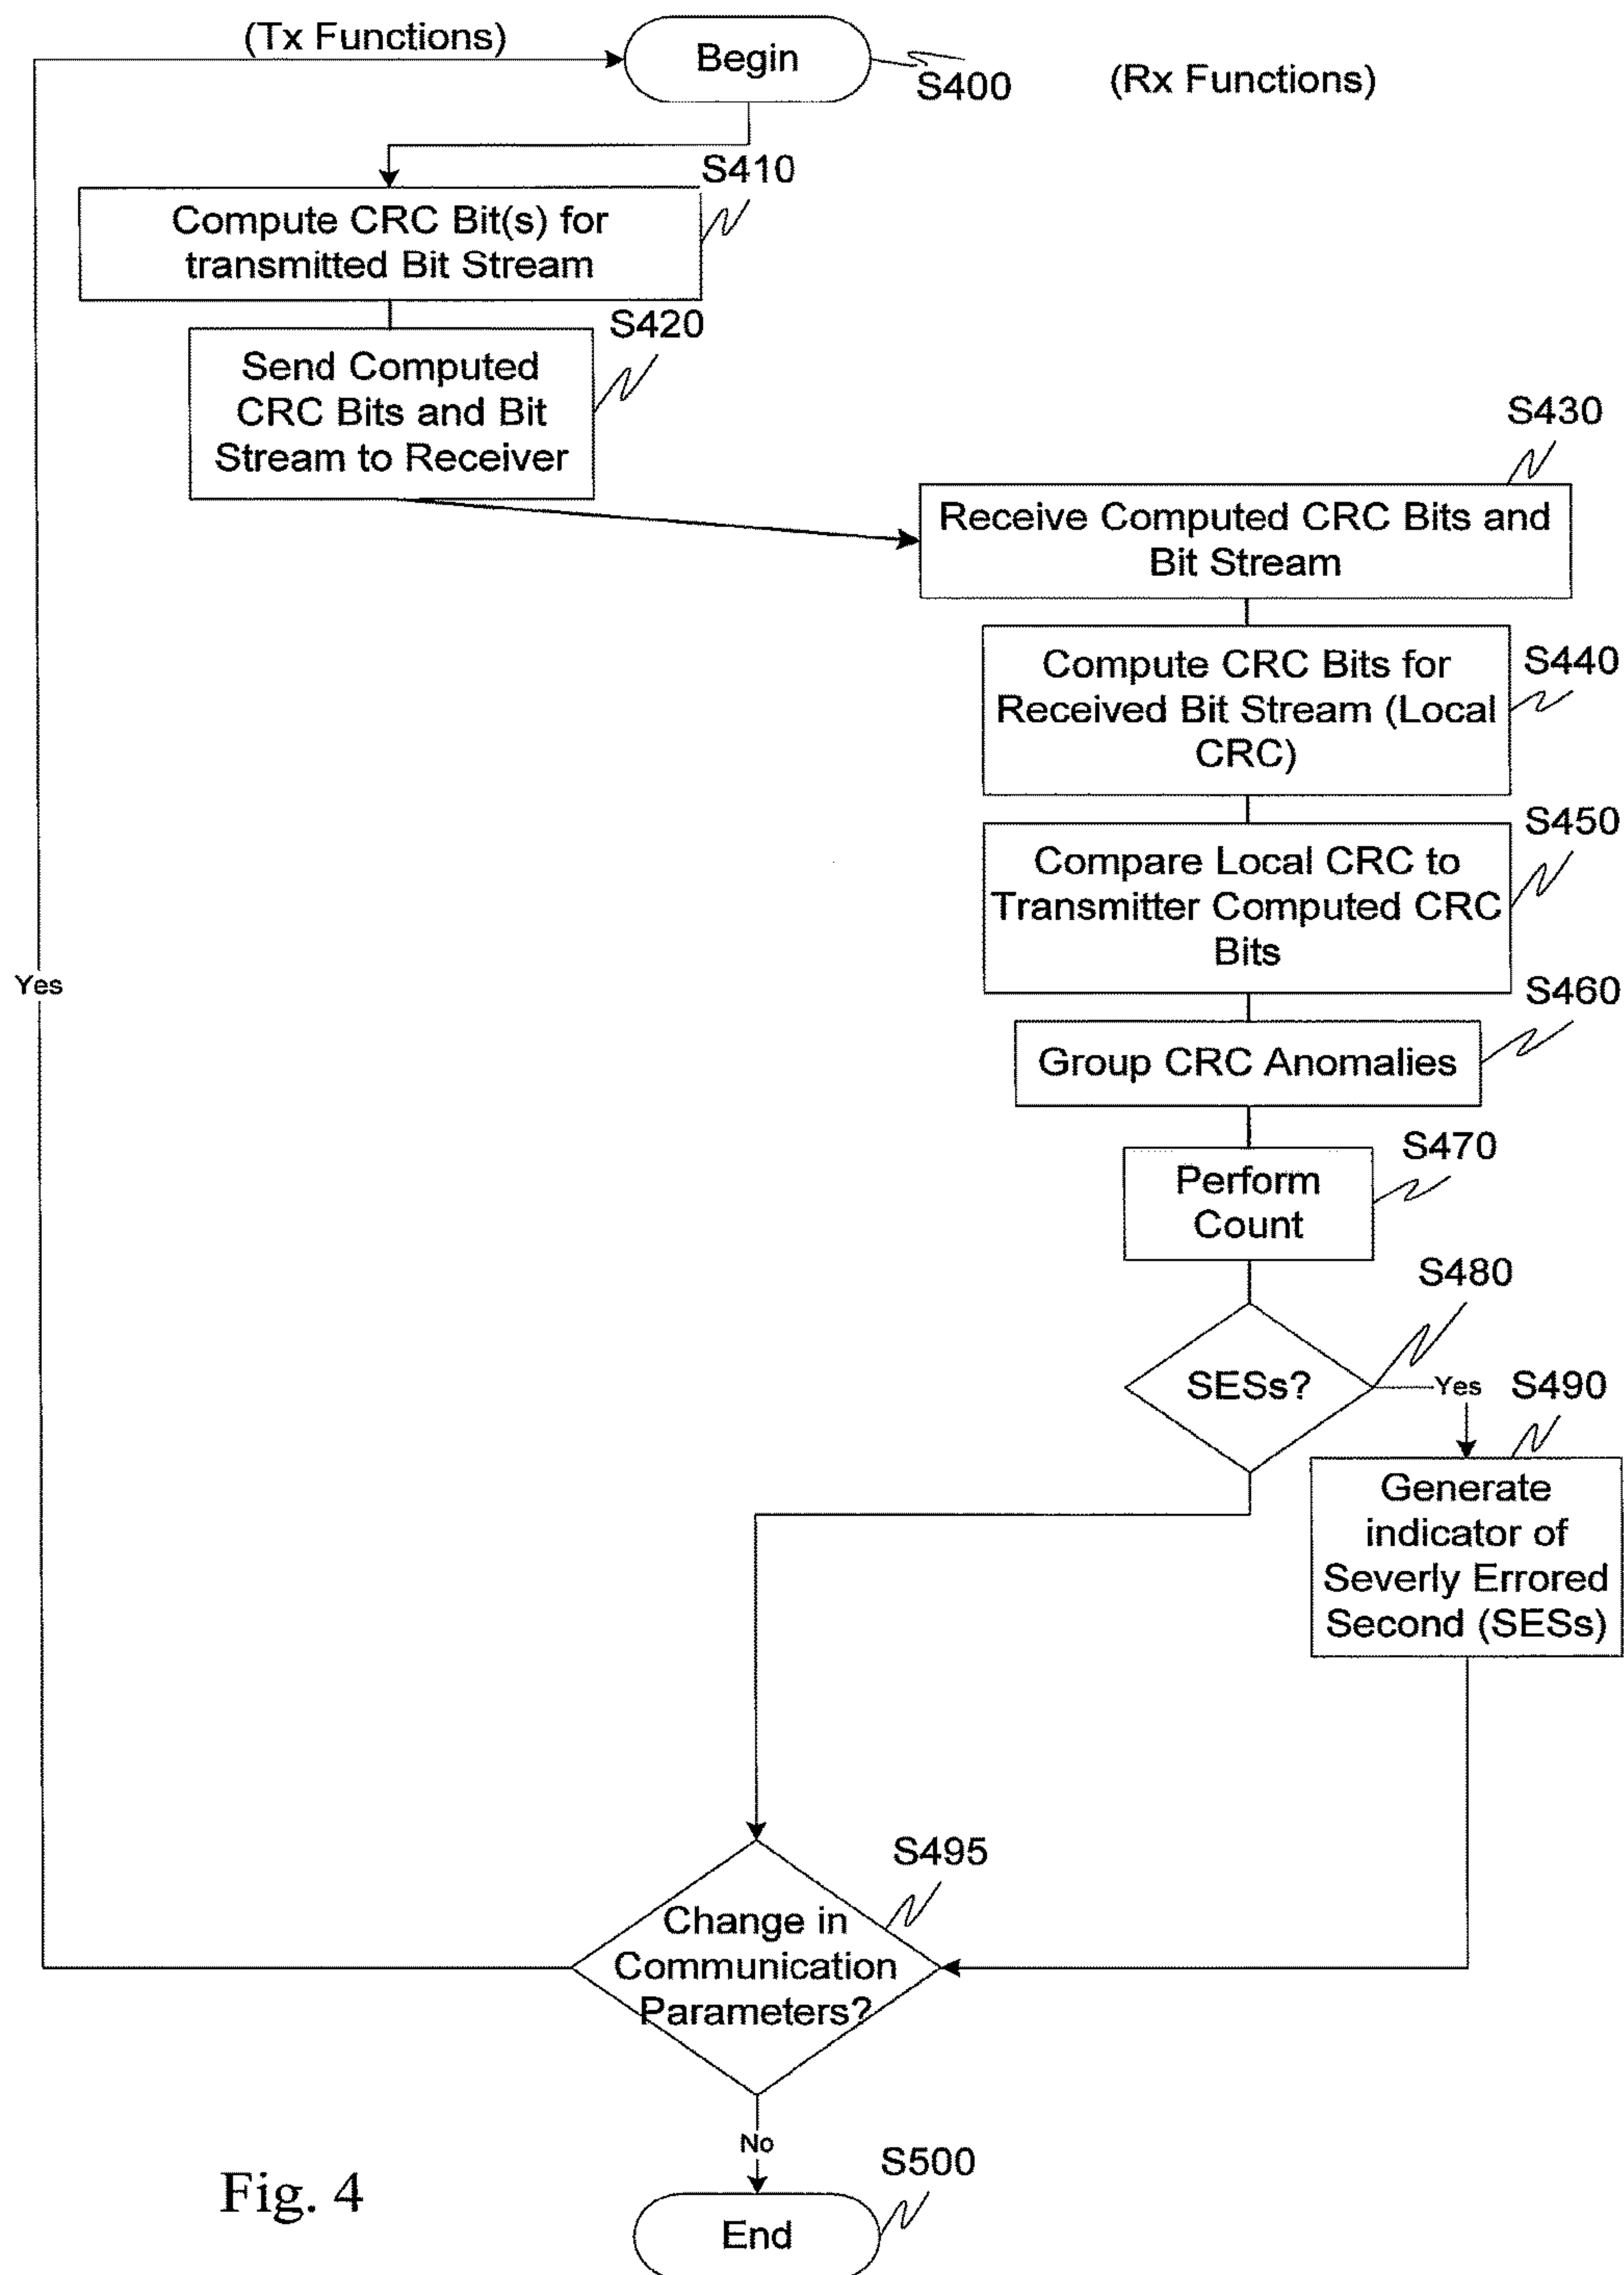 (Tx Functions)
Begin
S400
(Rx Functions)
S410
Compute CRC Bit(s) for
transmitted Bit Stream
S420
Send Computed
CRC Bits and Bit
Stream to Receiver
S430
Receive Computed CRC Bits and
Bit Stream
S440
Compute CRC Bits for
Received Bit Stream (Local
CRC)
S450
Compare Local CRC to
Transmitter Computed CRC
Bits
Yes
S460
Group CRC Anomalies
S470
Perform
Count
S480
SESs?
Yes
S490
Generate
indicator of
Severly Errored
Second (SESs)
S495
Change in
Communication
Parameters?
No
S500
End
Fig. 4